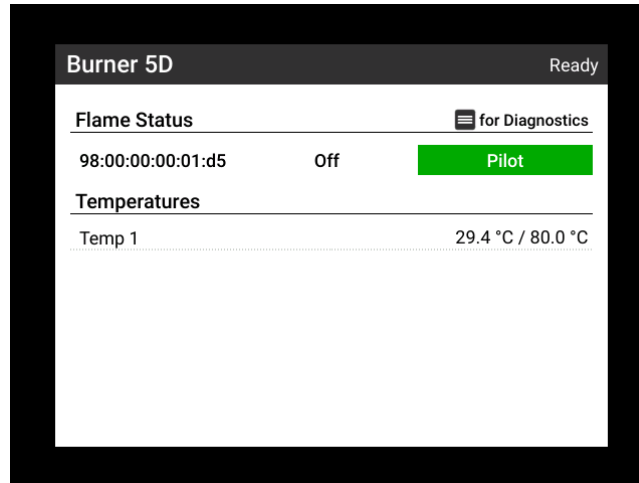 Burner 5D Ready
Flame Status for Diagnostics
98:00:00:00:01:d5 Off Pilot
Temperatures
Temp 1 29.4 °C / 80.0 °C